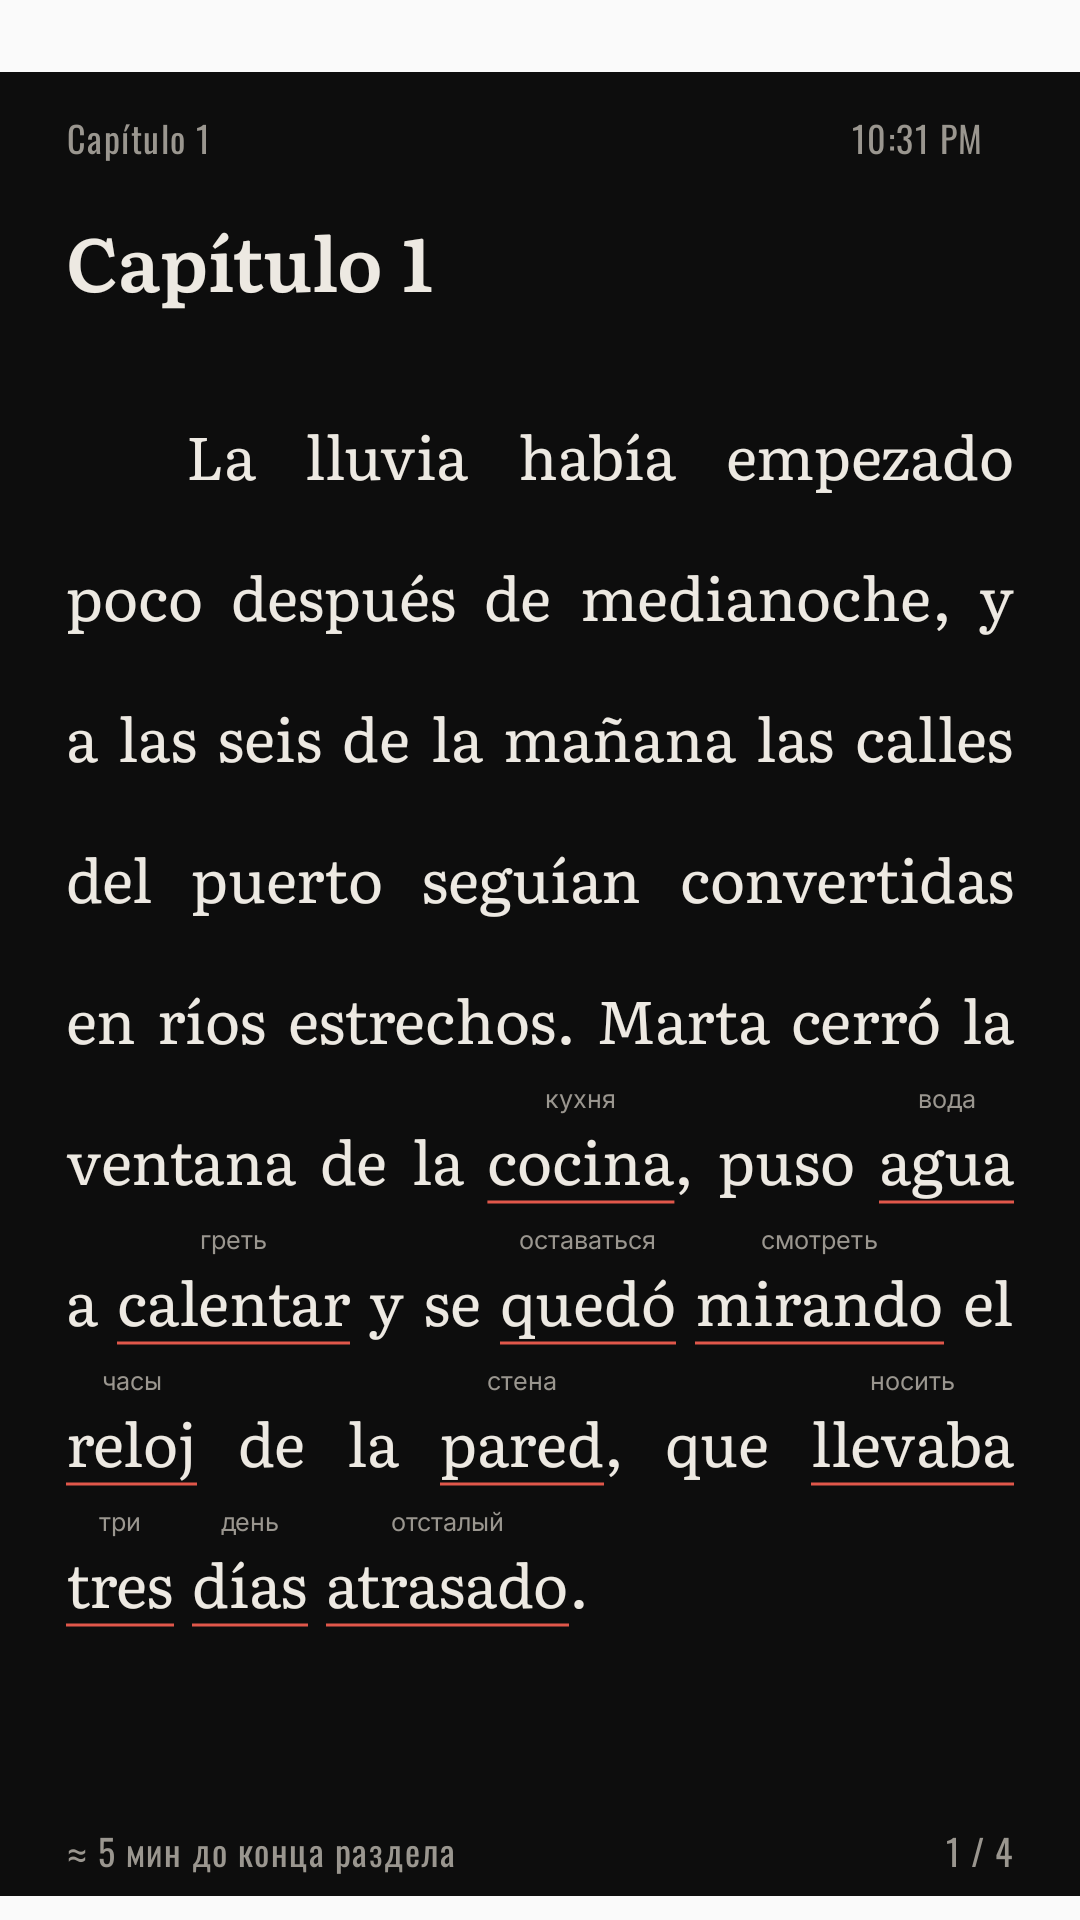 Capítulo 1 10:31 PM
Capítulo 1
La lluvia había empezado
poco después de medianoche, y
a las seis de la mañana las calles
del puerto seguían convertidas
en ríos estrechos. Marta cerró la
кухня вода
ventana de la cocina, puso agua
греть оставаться смотреть
a calentar y se quedó mirando el
часы стена носить
reloj de la pared, que llevaba
три день отсталый
tres días atrasado.
≈ 5 мин до конца раздела 1 / 4